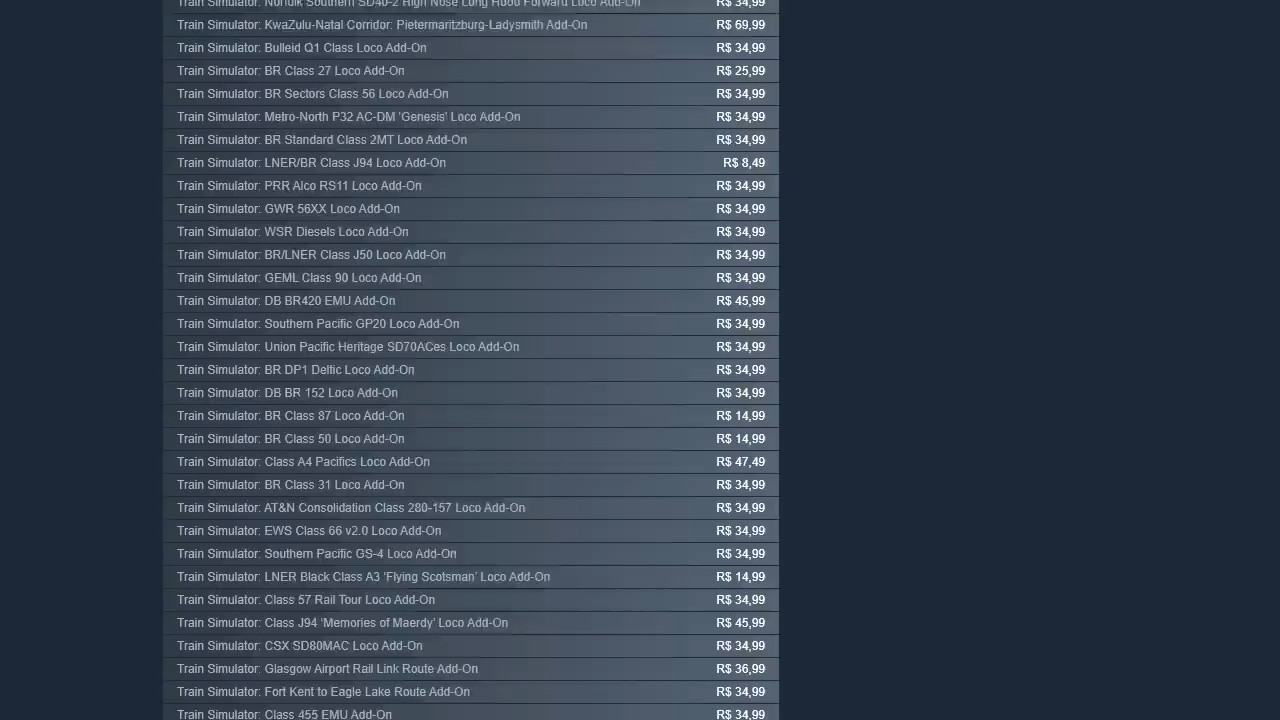 Train Simulator: Norfolk Southern SD40-2 High Nose Long Hood Forward Loco Add-On R$ 34,99
Train Simulator: KwaZulu-Natal Corridor: Pietermaritzburg-Ladysmith Add-On R$ 69,99
Train Simulator: Bulleid Q1 Class Loco Add-On R$ 34,99
Train Simulator: BR Class 27 Loco Add-On R$ 25,99
Train Simulator: BR Sectors Class 56 Loco Add-On R$ 34,99
Train Simulator: Metro-North P32 AC-DM 'Genesis' Loco Add-On R$ 34,99
Train Simulator: BR Standard Class 2MT Loco Add-On R$ 34,99
Train Simulator: LNER/BR Class J94 Loco Add-On R$ 8,49
Train Simulator: PRR Alco RS11 Loco Add-On R$ 34,99
Train Simulator: GWR 56XX Loco Add-On R$ 34,99
Train Simulator: WSR Diesels Loco Add-On R$ 34,99
Train Simulator: BR/LNER Class J50 Loco Add-On R$ 34,99
Train Simulator: GEML Class 90 Loco Add-On R$ 34,99
Train Simulator: DB BR420 EMU Add-On R$ 45,99
Train Simulator: Southern Pacific GP20 Loco Add-On R$ 34,99
Train Simulator: Union Pacific Heritage SD70ACes Loco Add-On R$ 34,99
Train Simulator: BR DP1 Deltic Loco Add-On R$ 34,99
Train Simulator: DB BR 152 Loco Add-On R$ 34,99
Train Simulator: BR Class 87 Loco Add-On R$ 14,99
Train Simulator: BR Class 50 Loco Add-On R$ 14,99
Train Simulator: Class A4 Pacifics Loco Add-On R$ 47,49
Train Simulator: BR Class 31 Loco Add-On R$ 34,99
Train Simulator: AT&N Consolidation Class 280-157 Loco Add-On R$ 34,99
Train Simulator: EWS Class 66 v2.0 Loco Add-On R$ 34,99
Train Simulator: Southern Pacific GS-4 Loco Add-On R$ 34,99
Train Simulator: LNER Black Class A3 'Flying Scotsman' Loco Add-On R$ 14,99
Train Simulator: Class 57 Rail Tour Loco Add-On R$ 34,99
Train Simulator: Class J94 'Memories of Maerdy' Loco Add-On R$ 45,99
Train Simulator: CSX SD80MAC Loco Add-On R$ 34,99
Train Simulator: Glasgow Airport Rail Link Route Add-On R$ 36,99
Train Simulator: Fort Kent to Eagle Lake Route Add-On R$ 34,99
Train Simulator: Class 455 EMU Add-On R$ 34,99